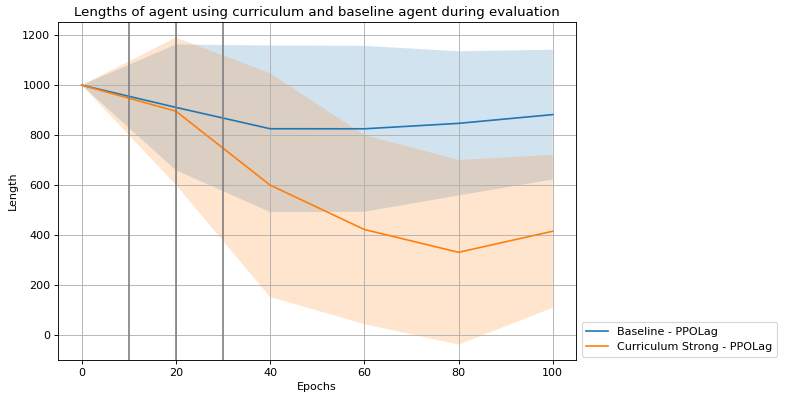 Lengths of agent using curriculum and baseline agent during evaluation
1200
1000
800
600
400
200
0
Length
0 20 40 60 80 100
Epochs
Baseline - PPOLag
Curriculum Strong - PPOLag